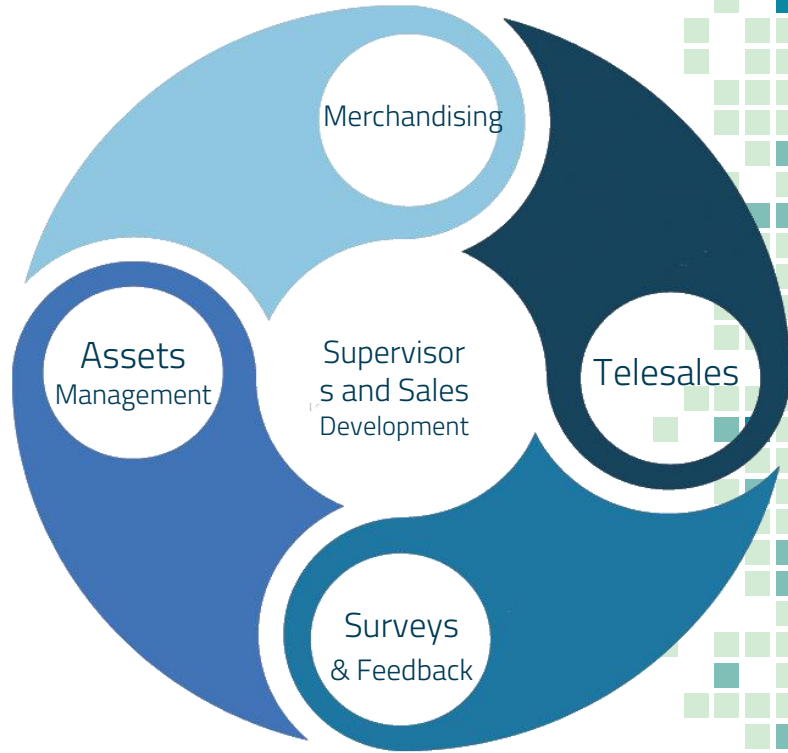 Merchandising
Assets
Management
Supervisor
s and Sales
Development
Telesales
Surveys
& Feedback